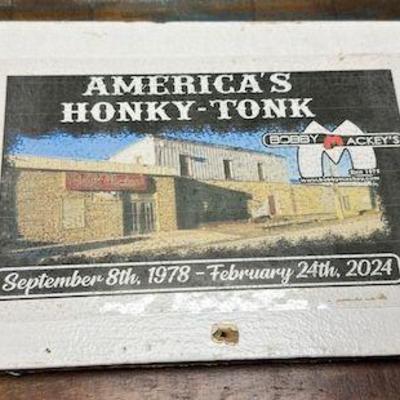 AMERICA'S
HONKY-TONK
BOBBY MACKEY'S
September 8th, 1978 - February 24th, 2024